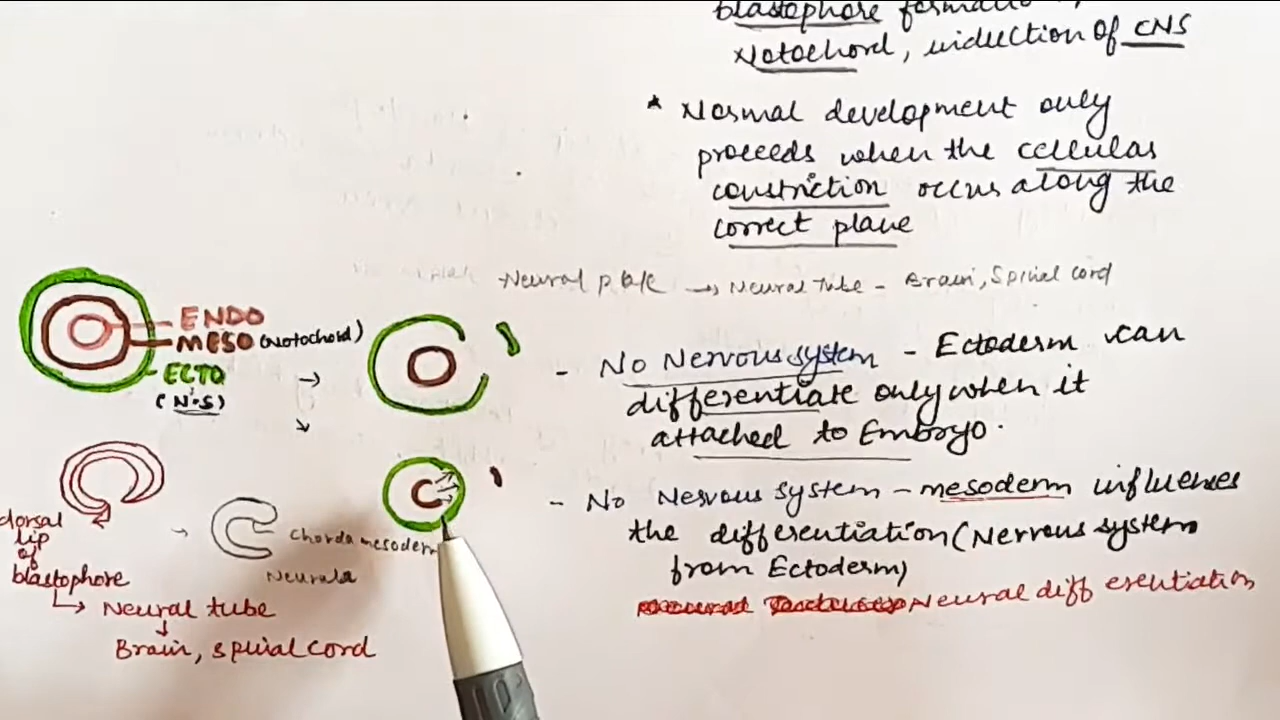 blastophore formatio
Notochord, induction of CNS
* Normal development only
proceeds when the cellular
constriction occurs along the
correct plane
Neural plate → Neural tube - Brain, Spinal cord
ENDO
MESO (Notochord)
ECTO
(N.S)
- No Nervous system - Ectoderm can
differentiate only when it
attached to Embryo.
- No Nervous system - mesoderm influences
the differentiation (Nervous system
from Ectoderm)
Neural differentiation
dorsal
lip
of
blastophore
→ Neural tube
Brain, spinal cord
→
Chorda mesoderm
Neurula